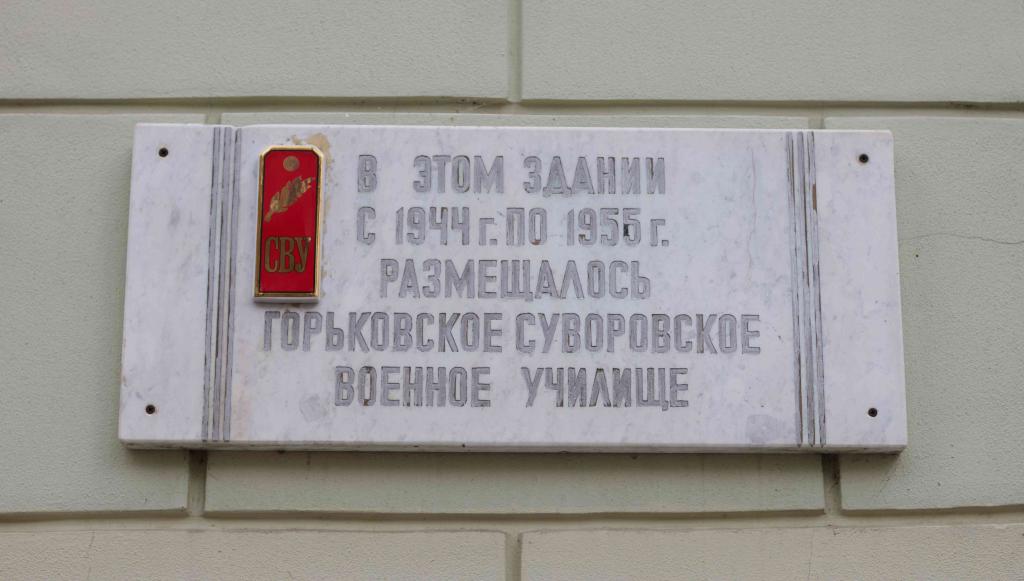 СВУ
В ЭТОМ ЗДАНИИ
С 1944 г. ПО 1955 г.
РАЗМЕЩАЛОСЬ
ГОРЬКОВСКОЕ СУВОРОВСКОЕ
ВОЕННОЕ УЧИЛИЩЕ